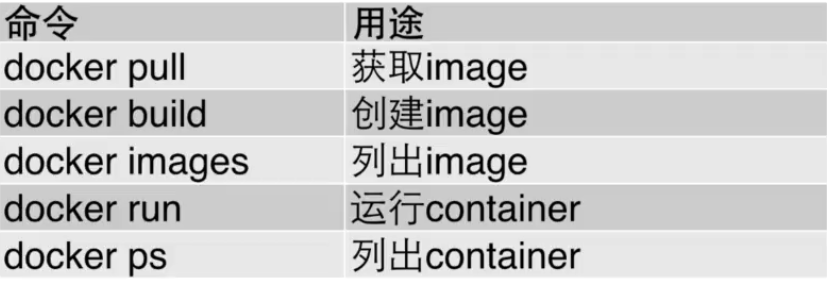 命令 用途
docker pull 获取image
docker build 创建image
docker images 列出image
docker run 运行container
docker ps 列出container